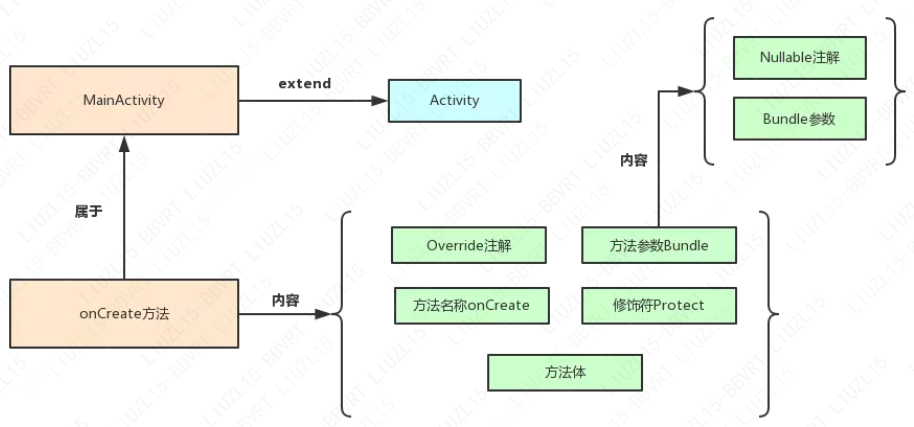 Nullable注解
MainActivity
extend
Activity
Bundle参数
内容
属于
Override注解
方法参数Bundle
onCreate方法
内容
方法名称onCreate
修饰符Protect
方法体
LIUZL15-BBVRT